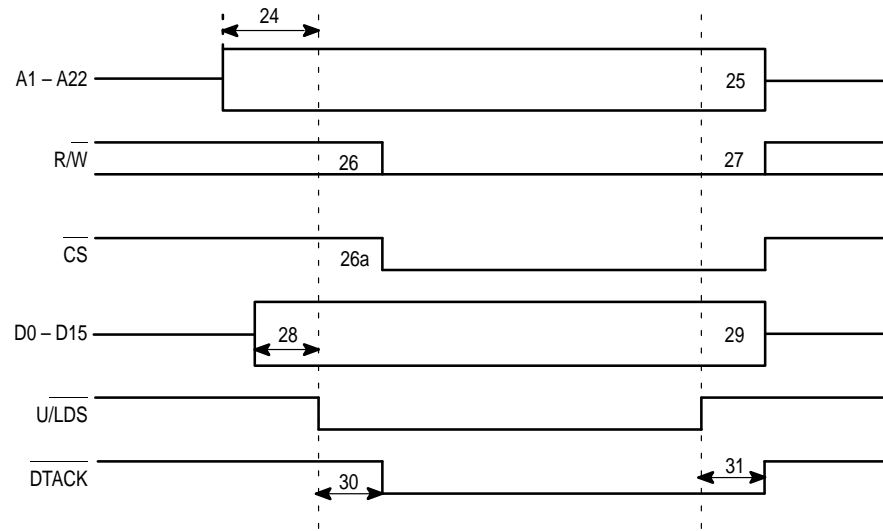 24
A1 – A22
25
R/W
26
27
CS
26a
D0 – D15
28
29
U/LDS
DTACK
30
31